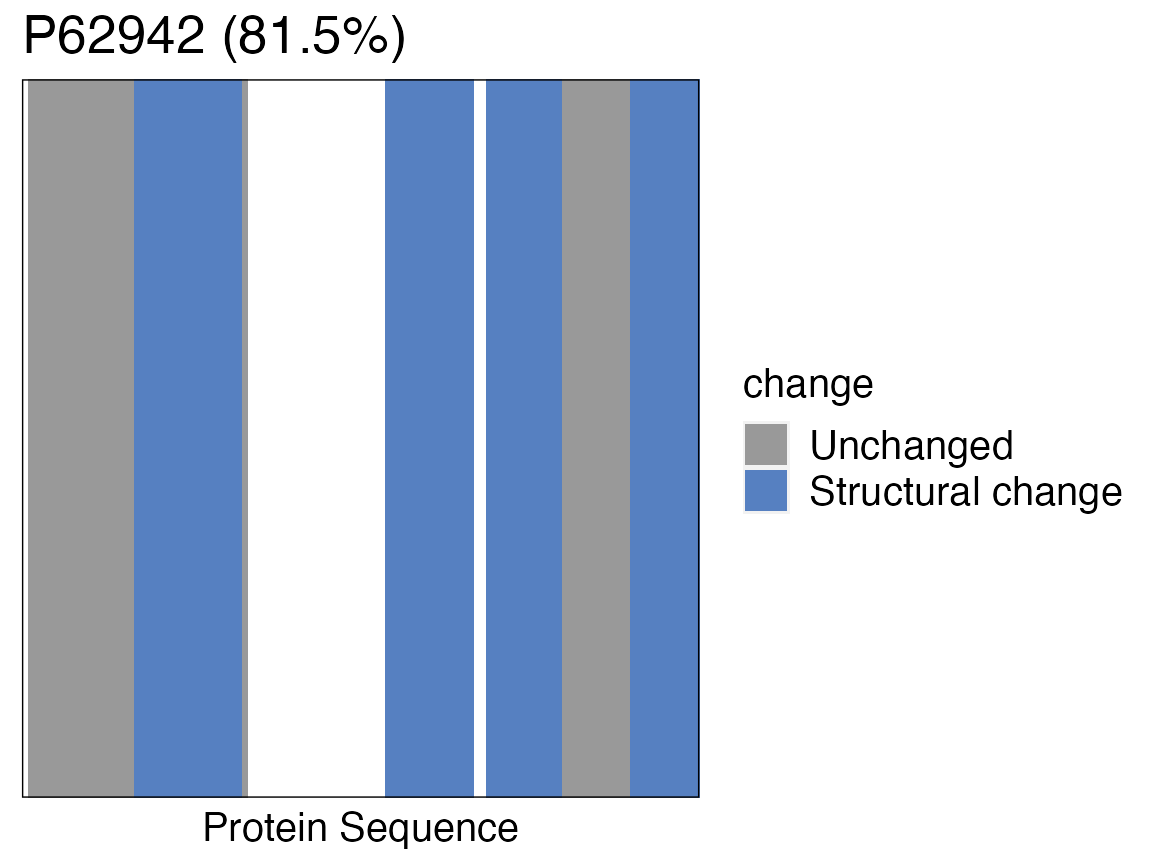 P62942 (81.5%)
change
Unchanged
Structural change
Protein Sequence